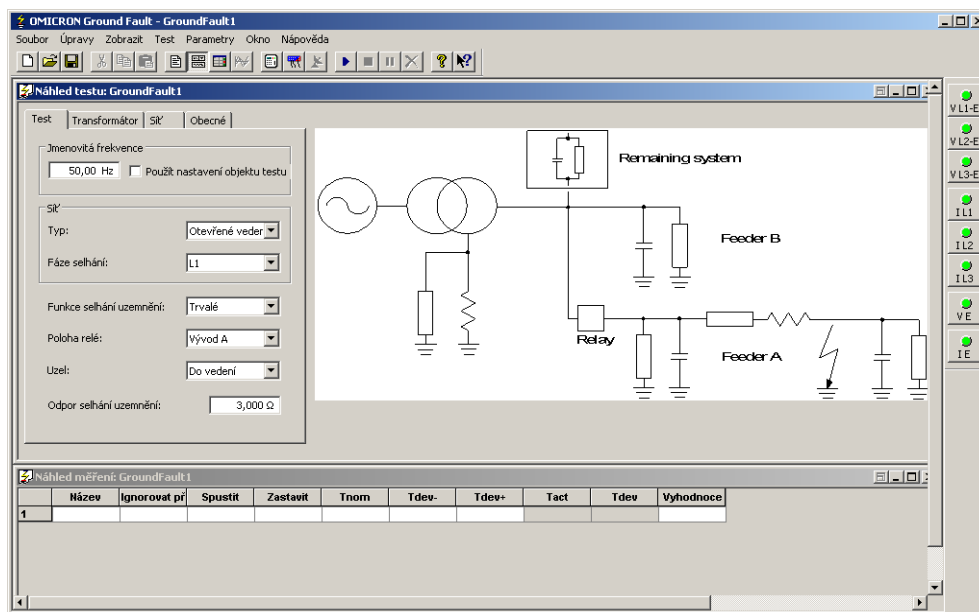 OMICRON Ground Fault - GroundFault1
Soubor Úpravy Zobrazit Test Parametry Okno Nápověda
Náhled testu: GroundFault1
Test Transformátor Síť Obecné
Jmenovitá frekvence
50,00 Hz Použít nastavení objektu testu
Síť
Typ: Otevřené veder
Fáze selhání: L1
Funkce selhání uzemnění: Trvalé
Poloha relé: Vývod A
Uzel: Do vedení
Odpor selhání uzemnění: 3,000 Ω
Remaining system
Feeder B
Relay
Feeder A
V L1-E
V L2-E
V L3-E
I L1
I L2
I L3
V E
I E
Náhled měření: GroundFault1
Název Ignorovat př Spustit Zastavit Tnom Tdev- Tdev+ Tact Tdev Vyhodnoce
1